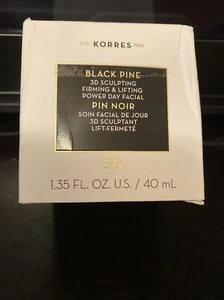 EST. KORRES 1996
BLACK PINE
3D SCULPTING
FIRMING & LIFTING
POWER DAY FACIAL
PIN NOIR
SOIN FACIAL DE JOUR
3D SCULPTANT
LIFT-FERMETÉ
3D
1.35 FL. OZ. U.S. / 40 mL